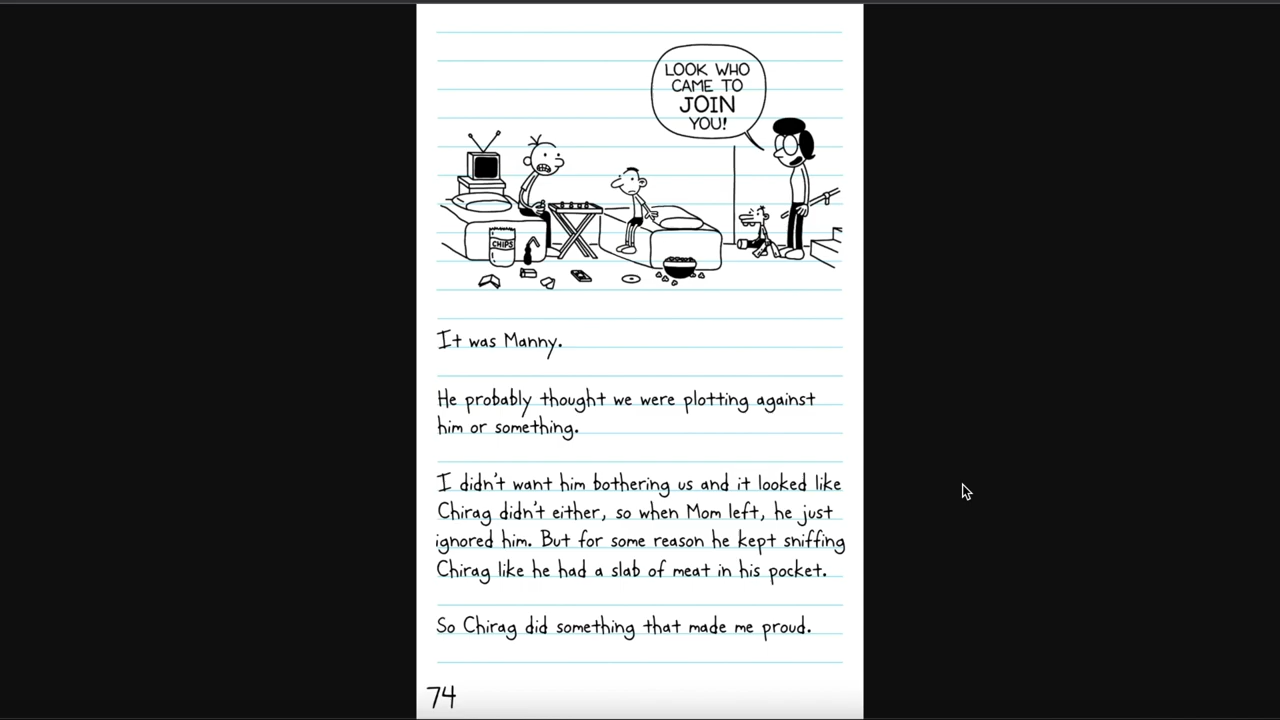 LOOK WHO
CAME TO
JOIN
YOU!
CHIPS
It was Manny.
He probably thought we were plotting against
him or something.
I didn't want him bothering us and it looked like
Chirag didn't either, so when Mom left, he just
ignored him. But for some reason he kept sniffing
Chirag like he had a slab of meat in his pocket.
So Chirag did something that made me proud.
74